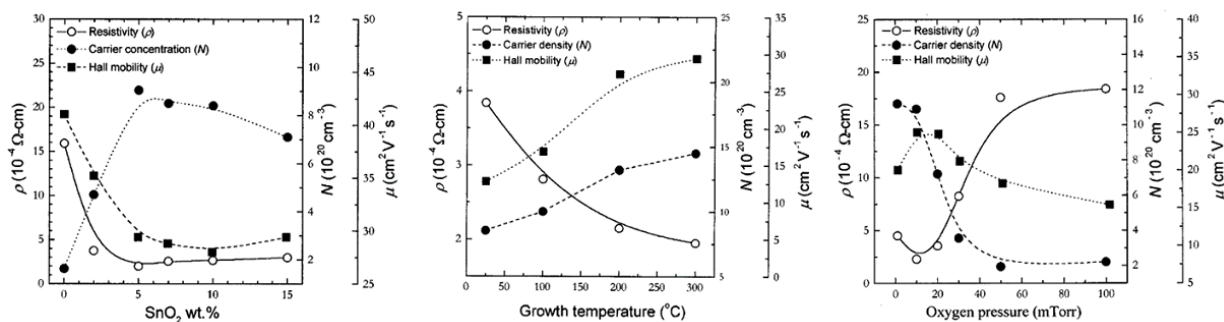 Resistivity (ρ)
Carrier concentration (N)
Hall mobility (μ)
30
25
20
15
10
5
0
ρ (10⁻⁴ Ω-cm)
12
10
8
6
4
2
N (10²⁰ cm⁻³)
50
45
40
35
30
25
μ (cm² V⁻¹ s⁻¹)
0 5 10 15
SnO₂ wt.%
Resistivity (ρ)
Carrier density (N)
Hall mobility (μ)
5
4
3
2
ρ (10⁻⁴ Ω-cm)
25
20
15
10
5
N (10²⁰ cm⁻³)
35
30
25
20
15
10
5
0
μ (cm² V⁻¹ s⁻¹)
0 100 200 300
Growth temperature (°C)
Resistivity (ρ)
Carrier density (N)
Hall mobility (μ)
25
20
15
10
5
0
ρ (10⁻⁴ Ω-cm)
16
14
12
10
8
6
4
2
N (10²⁰ cm⁻³)
40
35
30
25
20
15
10
5
μ (cm² V⁻¹ s⁻¹)
0 20 40 60 80 100
Oxygen pressure (mTorr)